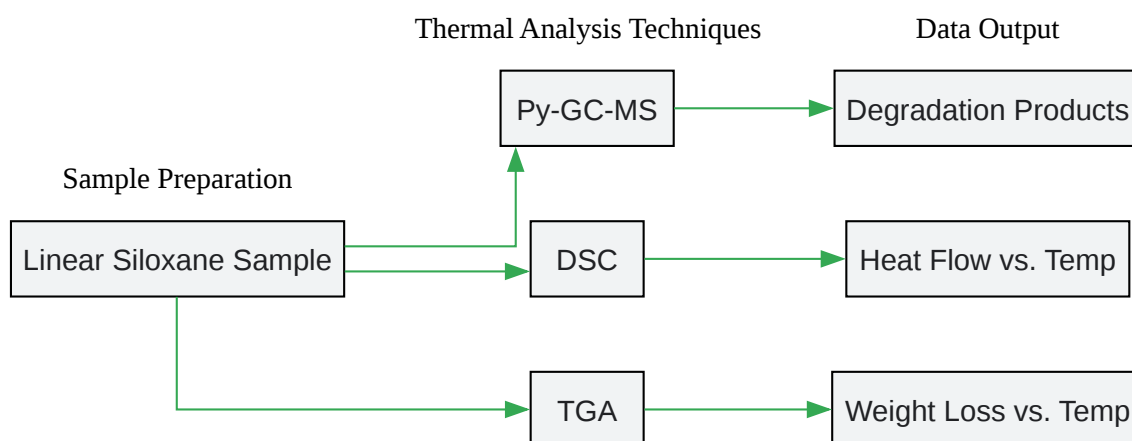 Thermal Analysis Techniques
Data Output
Py-GC-MS
Degradation Products
Sample Preparation
Linear Siloxane Sample
DSC
Heat Flow vs. Temp
TGA
Weight Loss vs. Temp